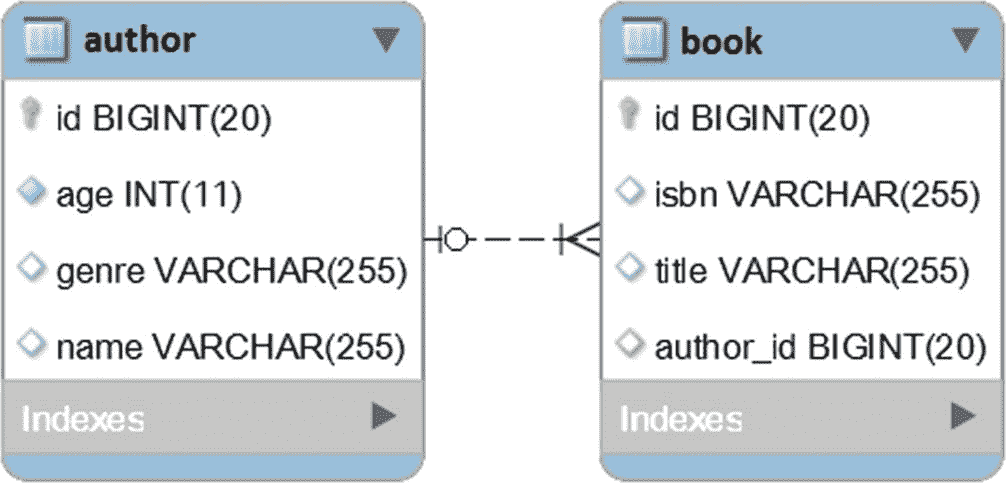 author
id BIGINT(20)
age INT(11)
genre VARCHAR(255)
name VARCHAR(255)
Indexes
book
id BIGINT(20)
isbn VARCHAR(255)
title VARCHAR(255)
author_id BIGINT(20)
Indexes